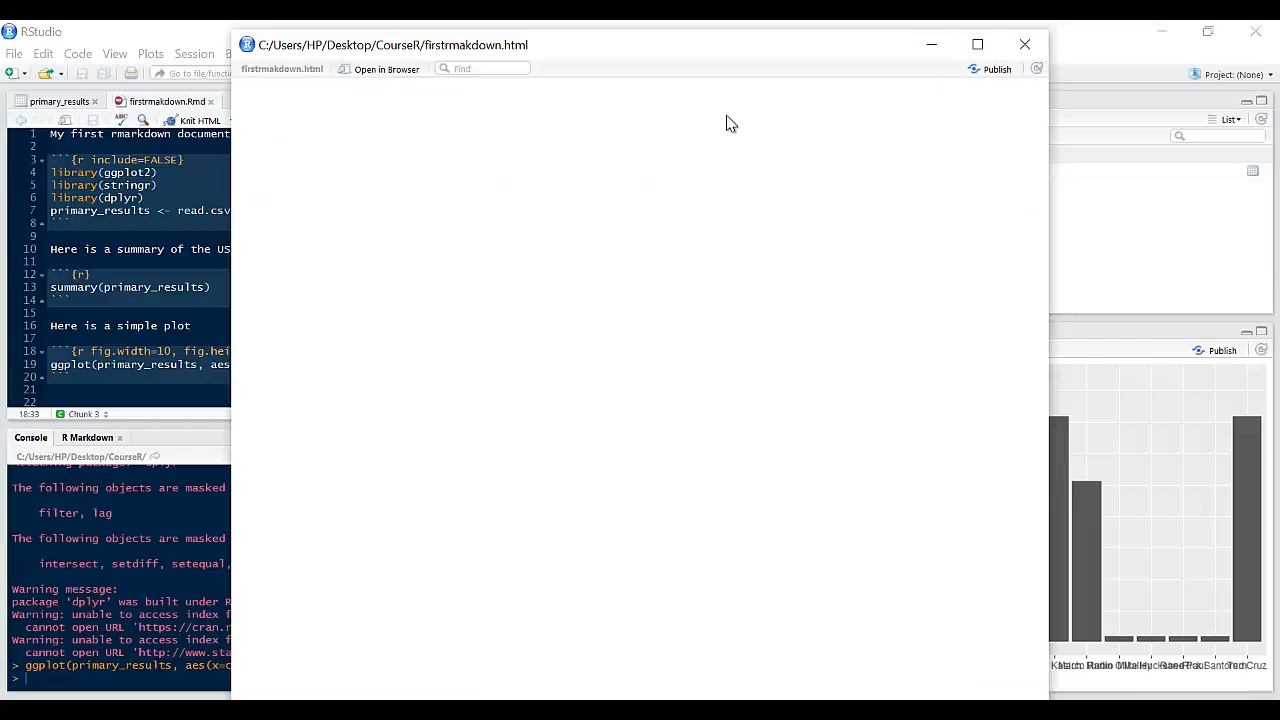 RStudio
File Edit Code View Plots Session
Go to file/functi
Project: (None)
C:/Users/HP/Desktop/CourseR/firstrmakdown.html
firstrmakdown.html Open in Browser Find Publish
primary_results firstrmakdown.Rmd
Knit HTML
List
1 My first rmarkdown document
2
3 ```{r include=FALSE}
4 library(ggplot2)
5 library(stringr)
6 library(dplyr)
7 primary_results <- read.csv
8 ```
9
10 Here is a summary of the US
11
12 ```{r}
13 summary(primary_results)
14 ```
15
16 Here is a simple plot
17
18 ```{r fig.width=10, fig.hei
19 ggplot(primary_results, aes
20 ```
21
22
18:33 Chunk 3
Publish
Console R Markdown
C:/Users/HP/Desktop/CourseR/
The following objects are masked
filter, lag
The following objects are masked
intersect, setdiff, setequal,
Warning message:
package 'dplyr' was built under R
Warning: unable to access index f
cannot open URL 'https://cran.r
Warning: unable to access index f
cannot open URL 'http://www.sta
> ggplot(primary_results, aes(x=c
>
Cruz